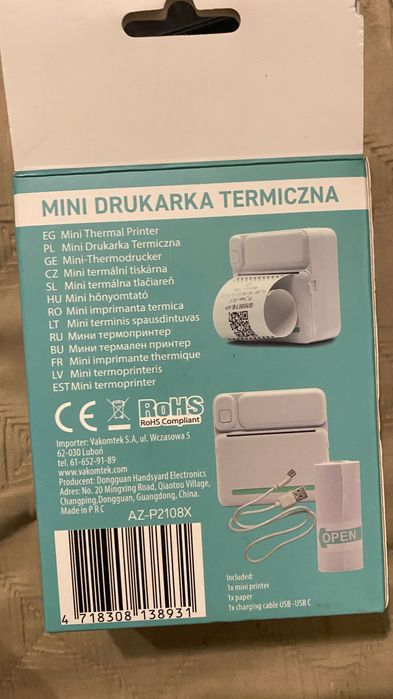 MINI DRUKARKA TERMICZNA
EG Mini Thermal Printer
PL Mini Drukarka Termiczna
GE Mini-Thermodrucker
CZ Mini termální tiskárna
SL Mini termálna tlačiareň
HU Mini hőnyomtató
RO Mini imprimanta termica
LT Mini terminis spausdintuvas
RU Мини термопринтер
BU Мини термален принтер
FR Mini imprimante thermique
LV Mini termoprinteris
EST Mini termoprinter
CE RoHS
RoHS Compliant
Importer: Vakomtek S.A, ul. Wczasowa 5
62-030 Luboń
tel. 61-652-91-89
www.vakomtek.com
Producent: Dongguan Handsyard Electronics
Adres: No. 20 Mingxing Road, Qiaotou Village,
Changping, Dongguan, Guangdong, China.
Made in P R C
AZ-P2108X
4 718308 138931
OPEN
Included:
1x mini printer
1x paper
1x charging cable USB -USB C